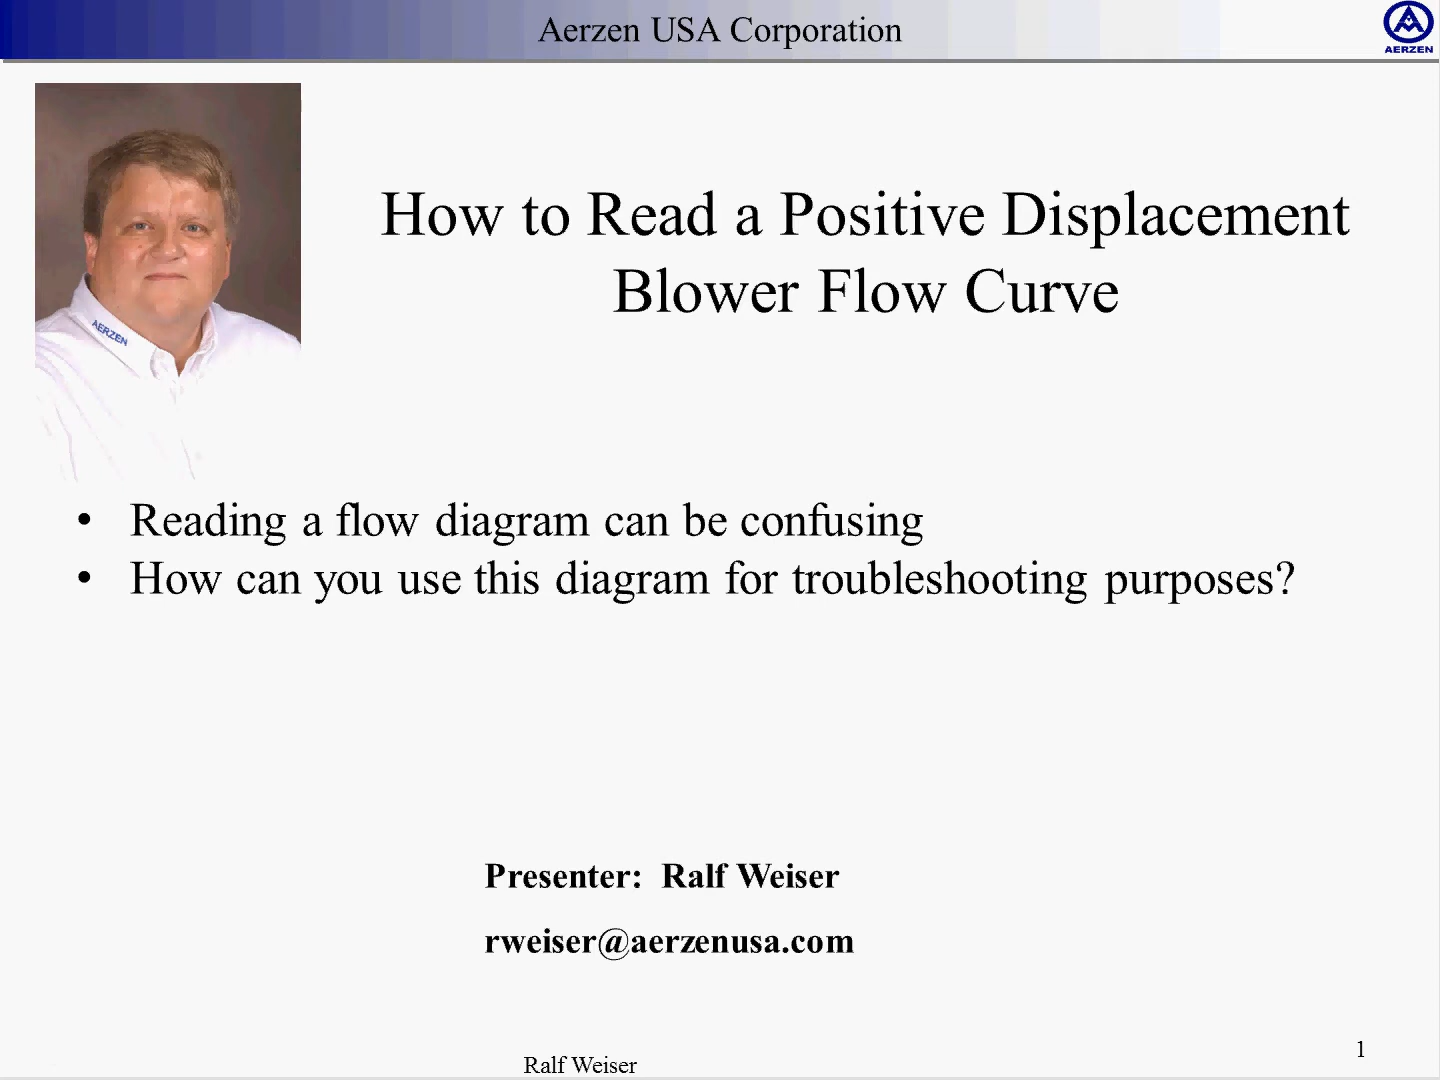 Aerzen USA Corporation
AERZEN
AERZEN
How to Read a Positive Displacement
Blower Flow Curve
• Reading a flow diagram can be confusing
• How can you use this diagram for troubleshooting purposes?
Presenter: Ralf Weiser
rweiser@aerzenusa.com
Ralf Weiser
1